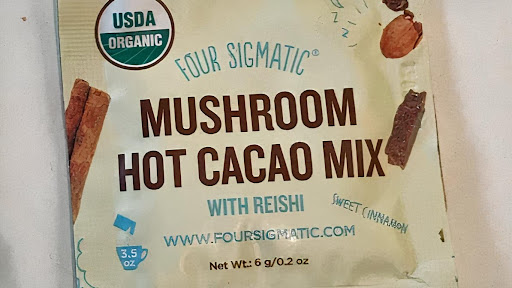 USDA
ORGANIC
FOUR SIGMATIC®
MUSHROOM
HOT CACAO MIX
WITH REISHI
SWEET CINNAMON
WWW.FOURSIGMATIC.COM
3.5
oz
Net Wt.: 6 g/0.2 oz